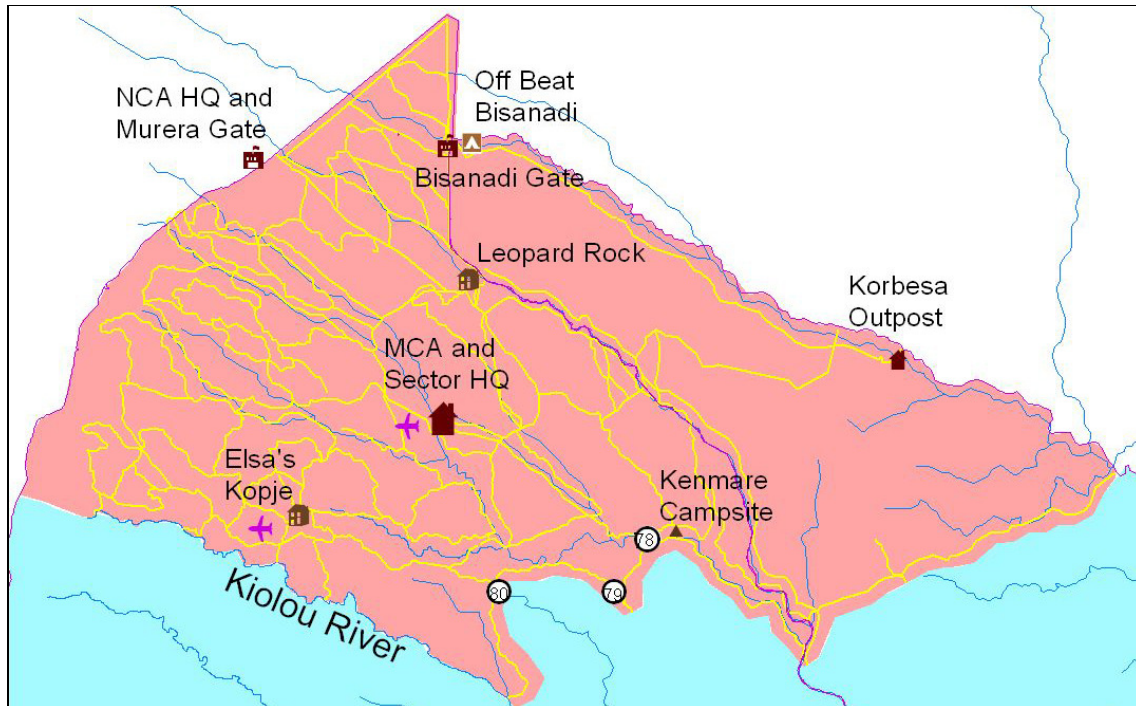 Off Beat
Bisanadi
NCA HQ and
Murera Gate
Bisanadi Gate
Leopard Rock
Korbesa
Outpost
MCA and
Sector HQ
Elsa's
Kopje
Kenmare
Campsite
78
80
79
Kiolou River